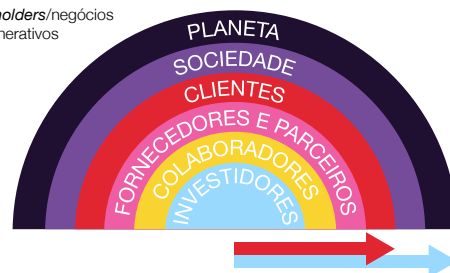 holders/negócios
nerativos
PLANETA
SOCIEDADE
CLIENTES
FORNECEDORES E PARCEIROS
COLABORADORES
INVESTIDORES